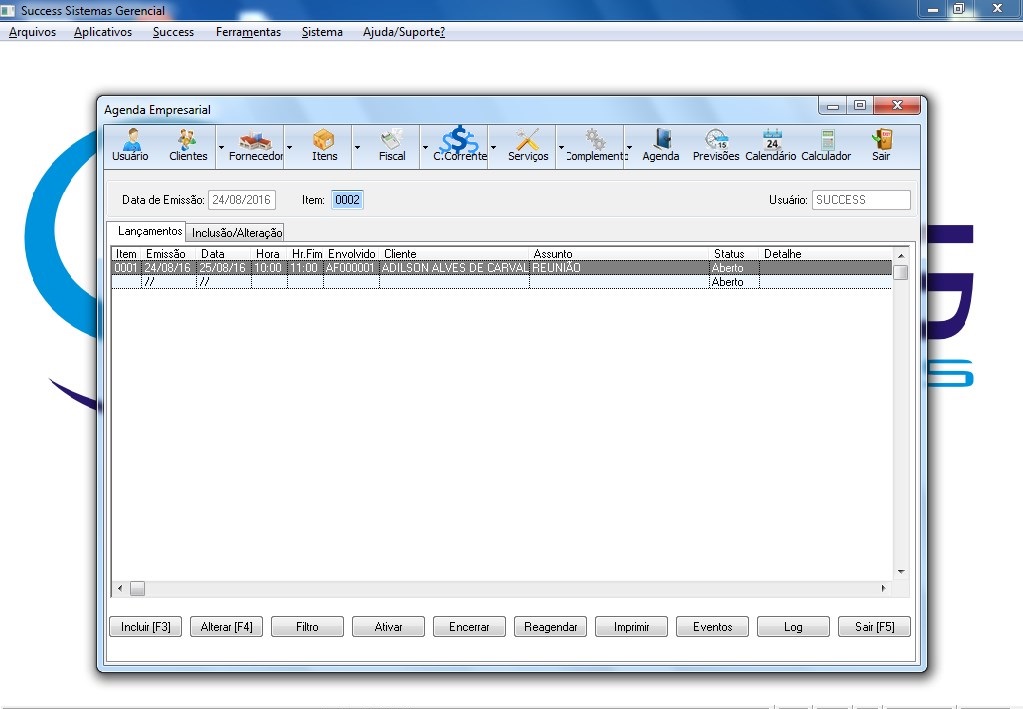 Success Sistemas Gerencial
Arquivos Aplicativos Success Ferramentas Sistema Ajuda/Suporte?
Agenda Empresarial
Usuário Clientes Fornecedor Itens Fiscal C.Corrente Serviços Complement Agenda Previsões Calendário Calculador Sair
15 24
Data de Emissão: 24/08/2016 Item: 0002 Usuário: SUCCESS
Lançamentos Inclusão/Alteração
Item Emissão Data Hora Hr.Fim Envolvido Cliente Assunto Status Detalhe
0001 24/08/16 25/08/16 10:00 11:00 AF000001 ADILSON ALVES DE CARVAL REUNIÃO Aberto
// // Aberto
Incluir [F3] Alterar [F4] Filtro Ativar Encerrar Reagendar Imprimir Eventos Log Sair [F5]